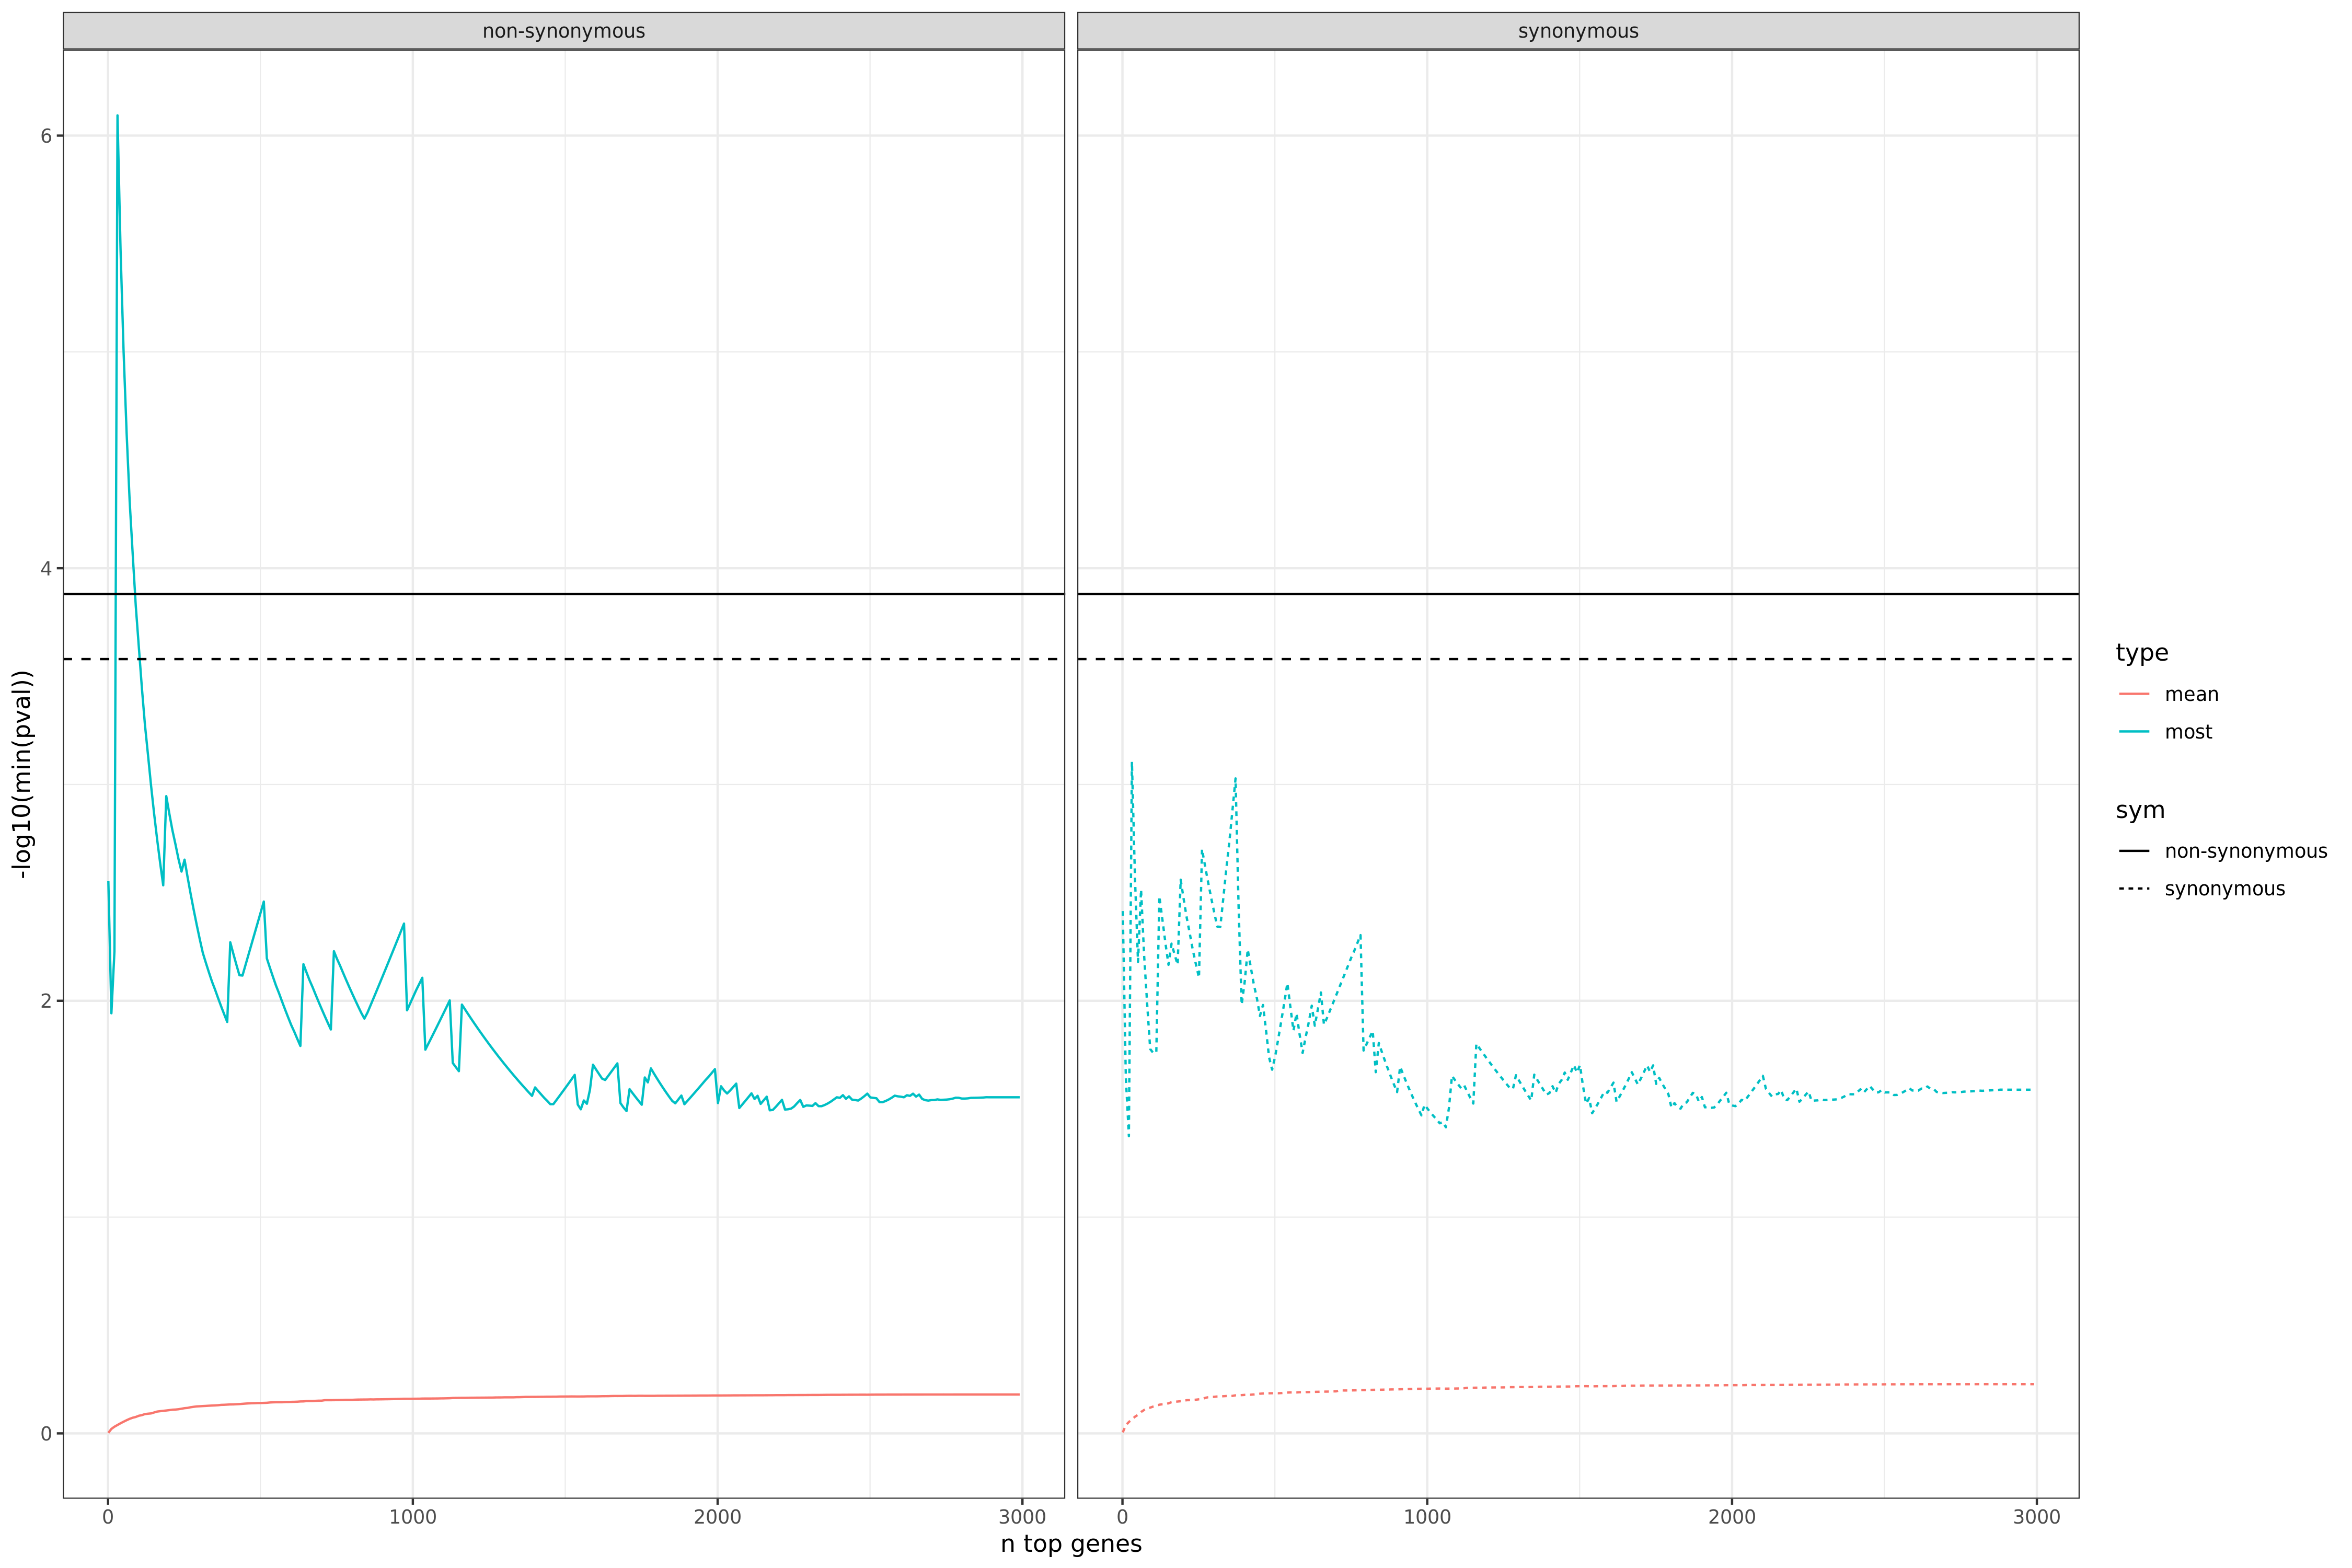 non-synonymous
synonymous
6
4
2
0
-log10(min(pval))
0
1000
2000
3000
0
1000
2000
3000
n top genes
type
mean
most
sym
non-synonymous
synonymous